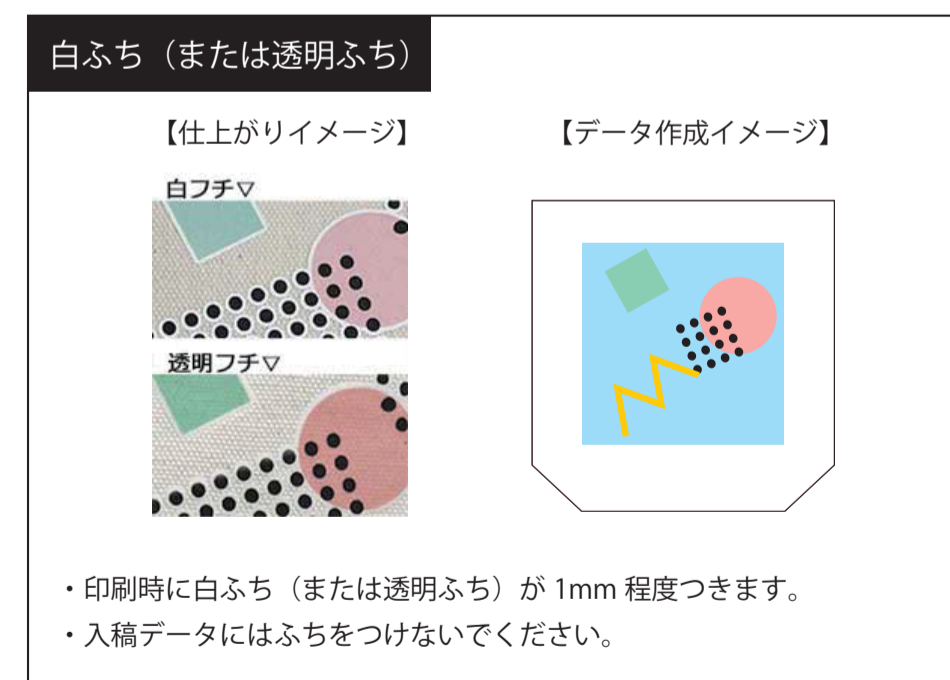 白ふち（または透明ふち）
【仕上がりイメージ】
【データ作成イメージ】
白フチ▽
透明フチ▽
・印刷時に白ふち（または透明ふち）が 1mm 程度つきます。
・入稿データにはふちをつけないでください。